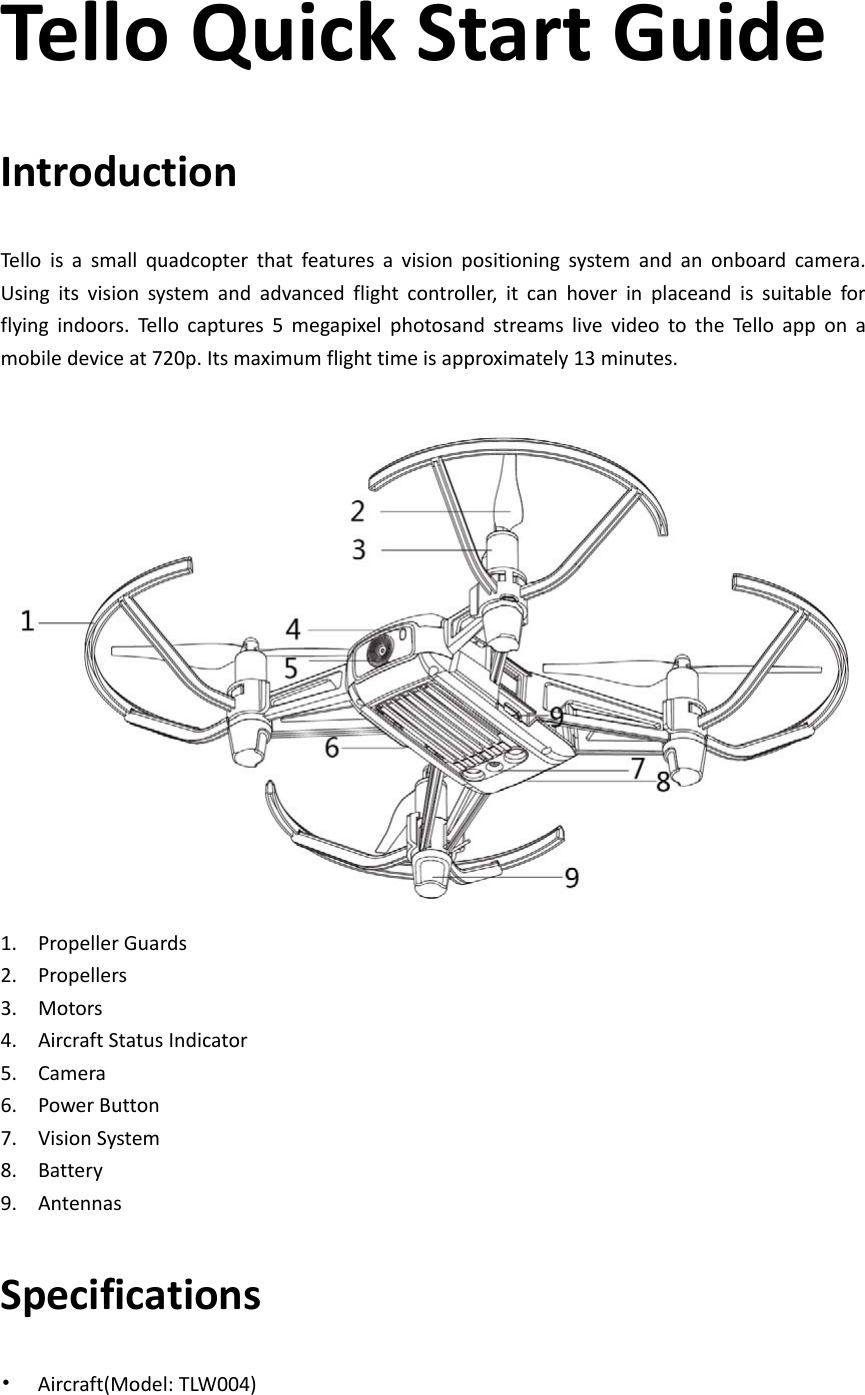 Tello Quick Start Guide
Introduction
Tello is a small quadcopter that features a vision positioning system and an onboard camera.
Using its vision system and advanced flight controller, it can hover in placeand is suitable for
flying indoors. Tello captures 5 megapixel photosand streams live video to the Tello app on a
mobile device at 720p. Its maximum flight time is approximately 13 minutes.
2
3
1
4
5
9
6
7
8
9
1. Propeller Guards
2. Propellers
3. Motors
4. Aircraft Status Indicator
5. Camera
6. Power Button
7. Vision System
8. Battery
9. Antennas
Specifications
• Aircraft(Model: TLW004)